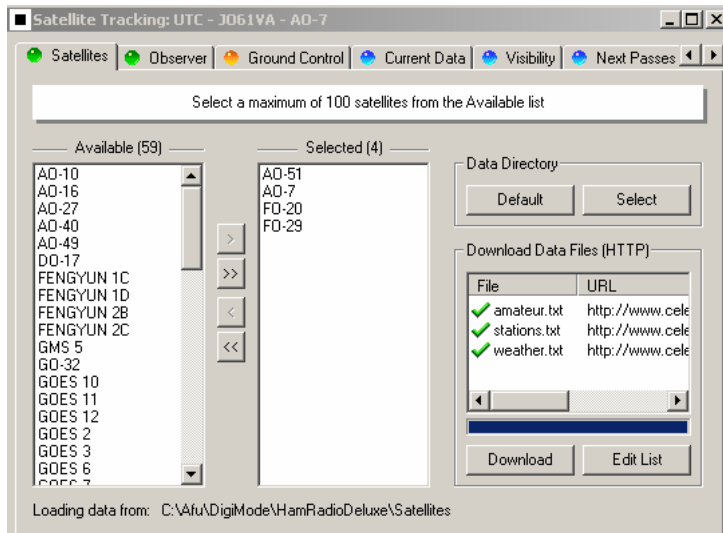 Satellite Tracking: UTC - JO61VA - AO-7
Satellites Observer Ground Control Current Data Visibility Next Passes
Select a maximum of 100 satellites from the Available list
Available (59)
AO-10
AO-16
AO-27
AO-40
AO-49
DO-17
FENGYUN 1C
FENGYUN 1D
FENGYUN 2B
FENGYUN 2C
GMS 5
GO-32
GOES 10
GOES 11
GOES 12
GOES 2
GOES 3
GOES 6
GOES 7
>
>>
<
<<
Selected (4)
AO-51
AO-7
FO-20
FO-29
Data Directory
Default Select
Download Data Files (HTTP)
File URL
amateur.txt http://www.cele
stations.txt http://www.cele
weather.txt http://www.cele
Download Edit List
Loading data from: C:\Afu\DigiMode\HamRadioDeluxe\Satellites